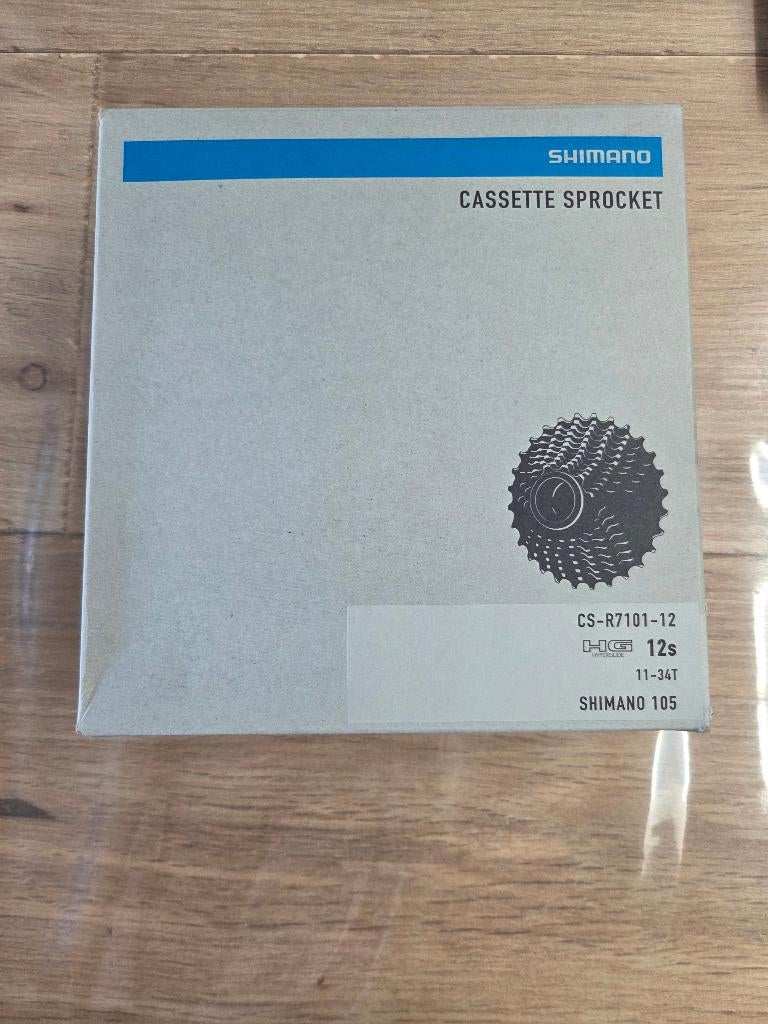 SHIMANO
CASSETTE SPROCKET
CS-R7101-12
HG 12s
HYPERGLIDE
11-34T
SHIMANO 105